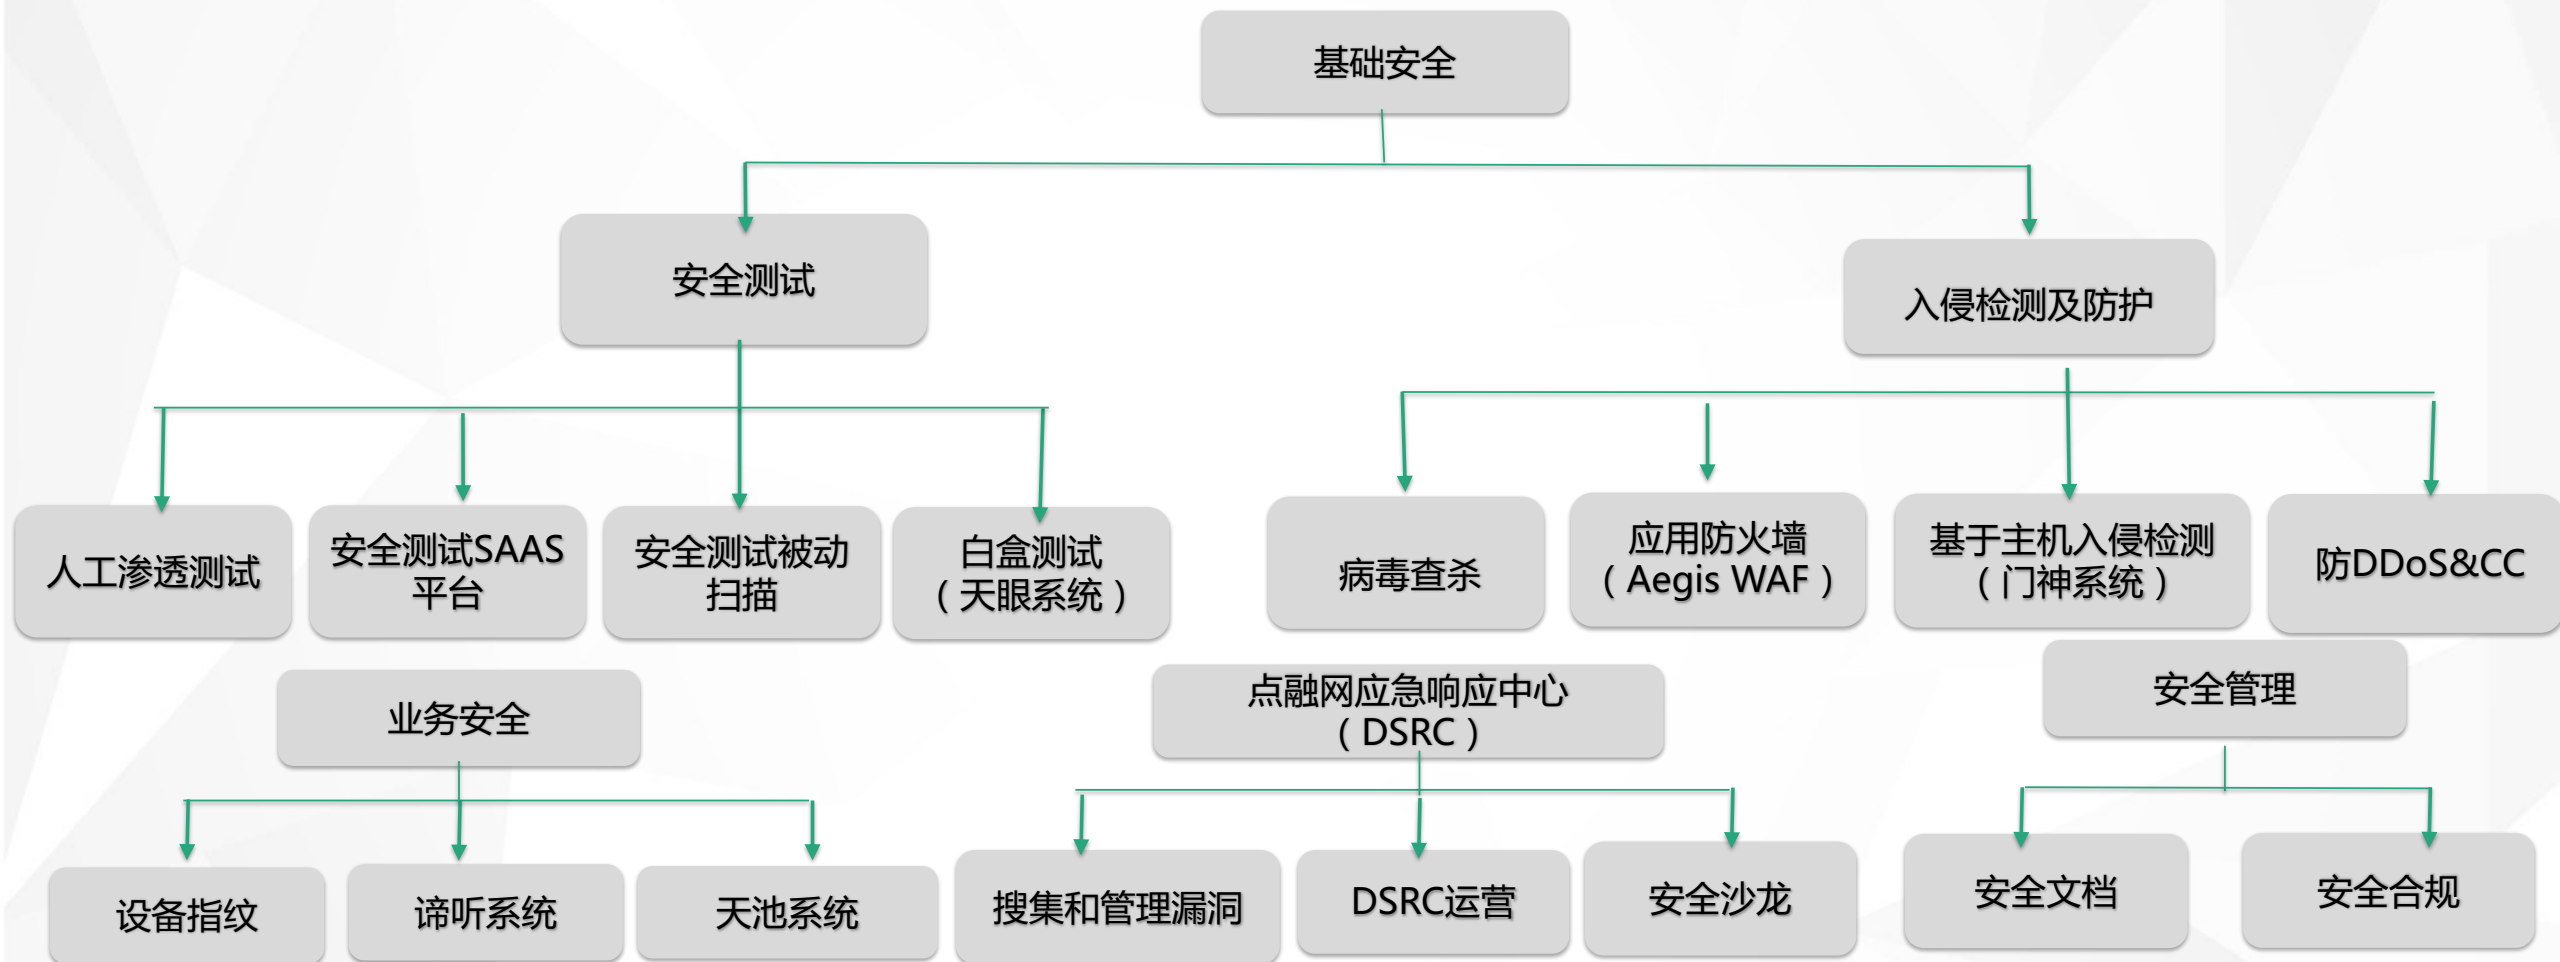 基础安全
安全测试
入侵检测及防护
人工渗透测试
安全测试SAAS
平台
安全测试被动
扫描
白盒测试
（天眼系统）
病毒查杀
应用防火墙
（Aegis WAF）
基于主机入侵检测
（门神系统）
防DDoS&CC
业务安全
点融网应急响应中心
（DSRC）
安全管理
设备指纹
谛听系统
天池系统
搜集和管理漏洞
DSRC运营
安全沙龙
安全文档
安全合规